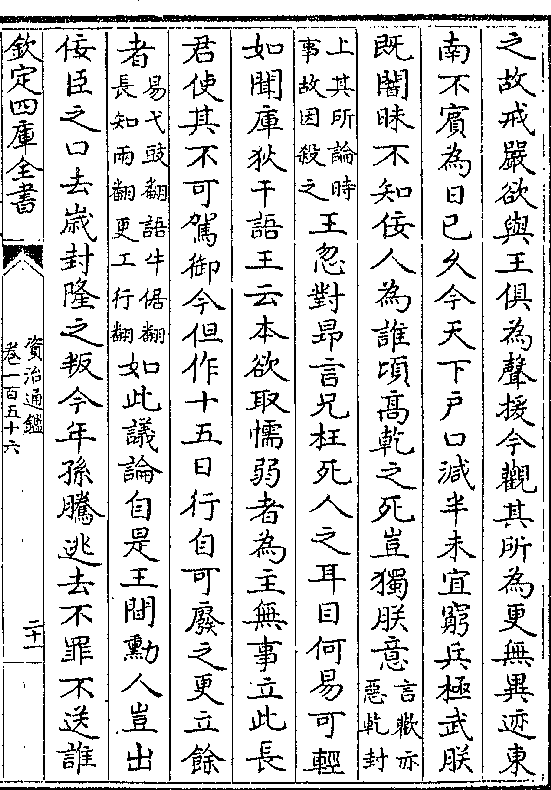 之故戒嚴欲與王俱為聲援今觀其所為更無異迹東
南不賓為日已久今天下戶口減半未宜窮兵極武朕
既闇昧不知佞人為誰頃高乾之死豈獨朕意言歡亦惡乾封
上其所論時事故因殺之王忽對昻言兄枉死人之耳目何易可輕
如聞庫狄干語王云本欲取懦弱者為主無事立此長
君使其不可駕御今但作十五日行自可廢之更立餘
者易弋豉翻語牛倨翻長知兩翻更工行翻如此議論自是王間勳人豈出
佞臣之口去歲封隆之叛今年孫騰逃去不罪不送誰
欽定四庫全書
資治通鑑
卷一百五十六
二十一